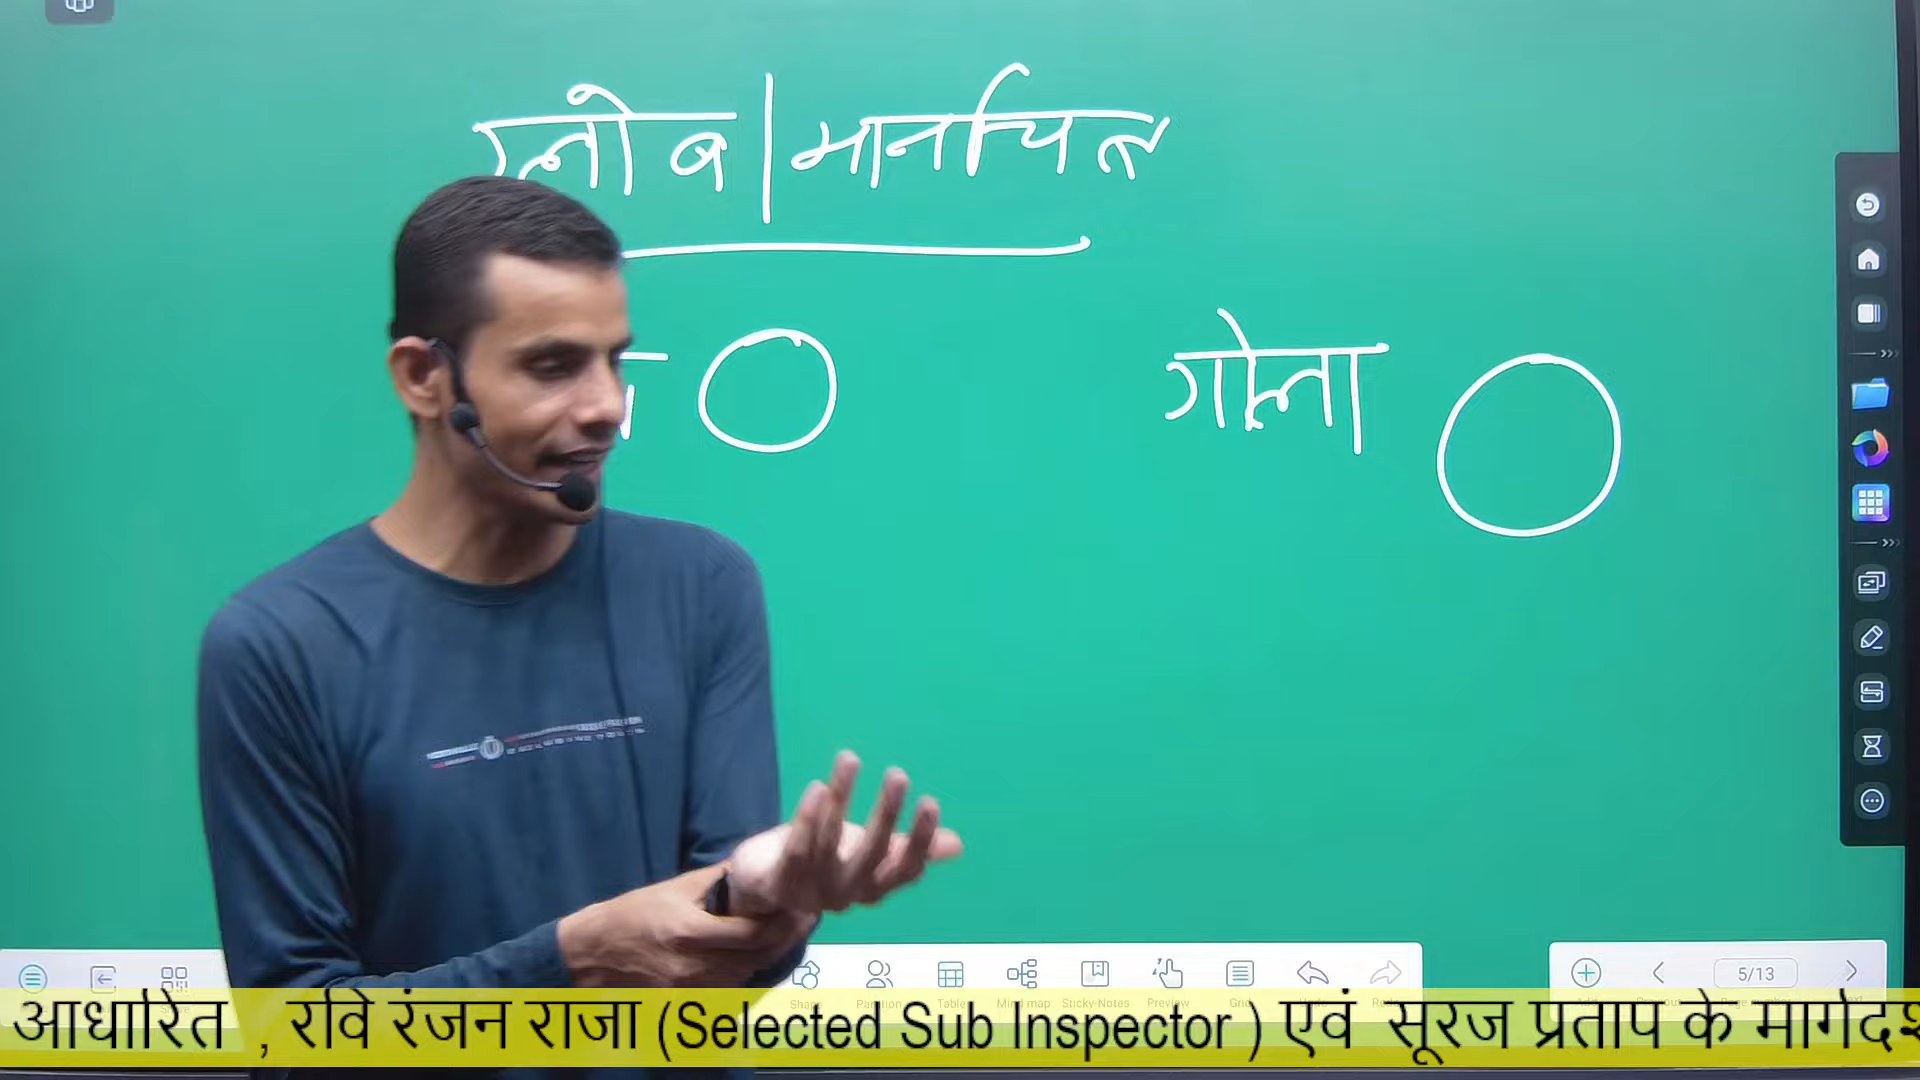 ग्लोब | मानचित्र
गोला
5/13
आधारित , रवि रंजन राजा (Selected Sub Inspector ) एवं सूरज प्रताप के मार्गदर्श